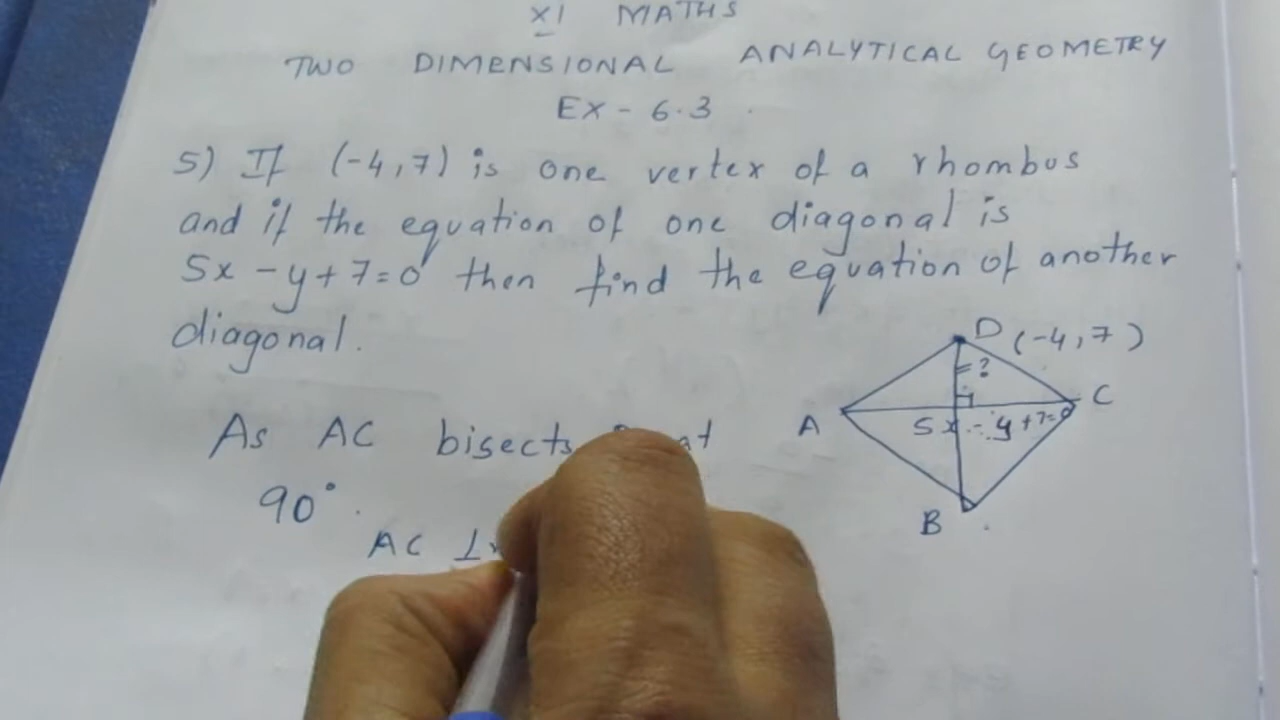 XI MATHS
TWO DIMENSIONAL ANALYTICAL GEOMETRY
EX - 6.3
5) If (-4,7) is one vertex of a rhombus
and if the equation of one diagonal is
5x - y + 7 = 0 then find the equation of another
diagonal.
D (-4,7)
= ?
A
C
5x - y + 7 = 0
B
As AC bisects at
90°.
AC ⊥